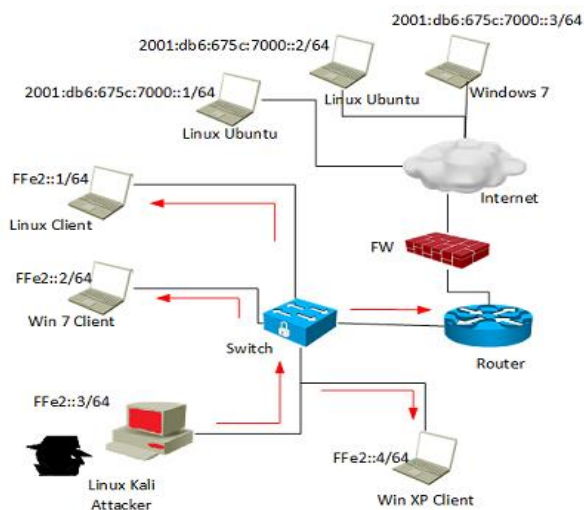 2001:db6:675c:7000::3/64
2001:db6:675c:7000::2/64
Windows 7
2001:db6:675c:7000::1/64
Linux Ubuntu
Linux Ubuntu
FFe2::1/64
Internet
Linux Client
FW
FFe2::2/64
Win 7 Client
Switch
Router
FFe2::3/64
FFe2::4/64
Linux Kali
Attacker
Win XP Client